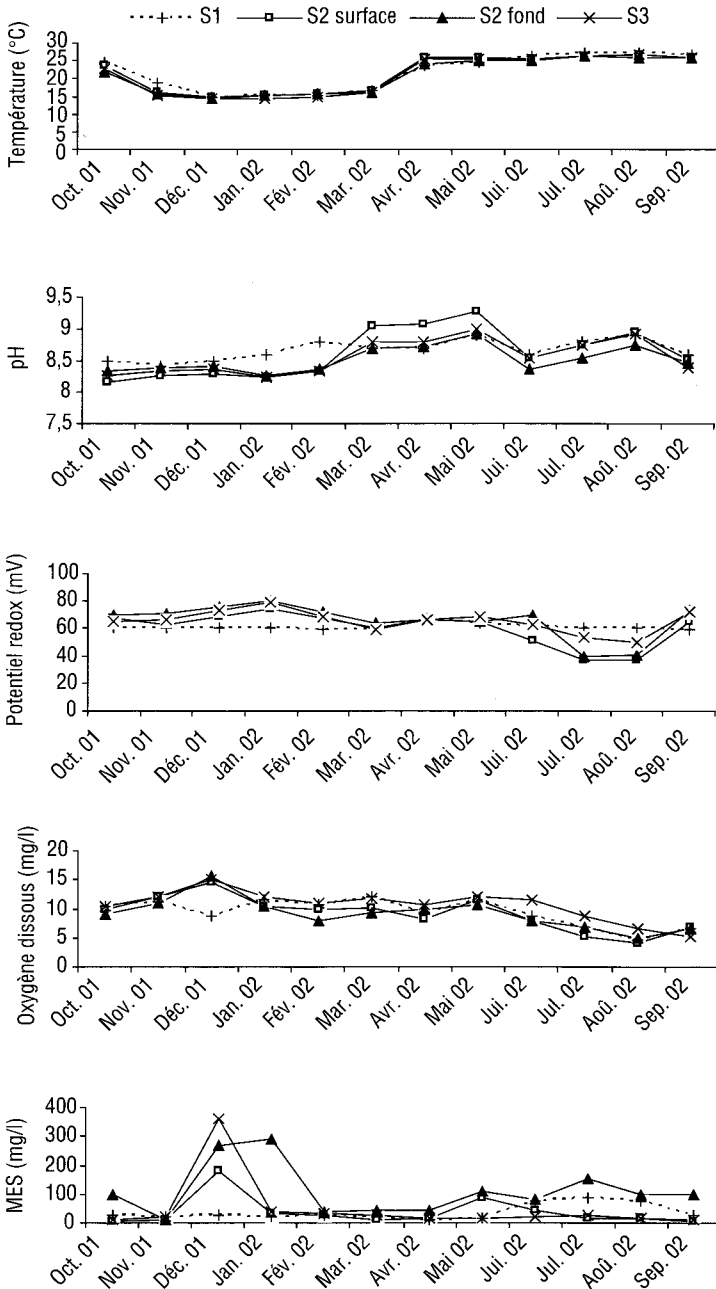 S1 S2 surface S2 fond S3
Température (°C)
30
25
20
15
10
5
0
Oct. 01 Nov. 01 Déc. 01 Jan. 02 Fév. 02 Mar. 02 Avr. 02 Mai 02 Jui. 02 Jul. 02 Aoû. 02 Sep. 02
pH
9,5
9
8,5
8
7,5
Oct. 01 Nov. 01 Déc. 01 Jan. 02 Fév. 02 Mar. 02 Avr. 02 Mai 02 Jui. 02 Jul. 02 Aoû. 02 Sep. 02
Potentiel redox (mV)
100
80
60
40
20
0
Oct. 01 Nov. 01 Déc. 01 Jan. 02 Fév. 02 Mar. 02 Avr. 02 Mai 02 Jui. 02 Jul. 02 Aoû. 02 Sep. 02
Oxygène dissous (mg/l)
20
15
10
5
0
Oct. 01 Nov. 01 Déc. 01 Jan. 02 Fév. 02 Mar. 02 Avr. 02 Mai 02 Jui. 02 Jul. 02 Aoû. 02 Sep. 02
MES (mg/l)
400
300
200
100
0
Oct. 01 Nov. 01 Déc. 01 Jan. 02 Fév. 02 Mar. 02 Avr. 02 Mai 02 Jui. 02 Jul. 02 Aoû. 02 Sep. 02